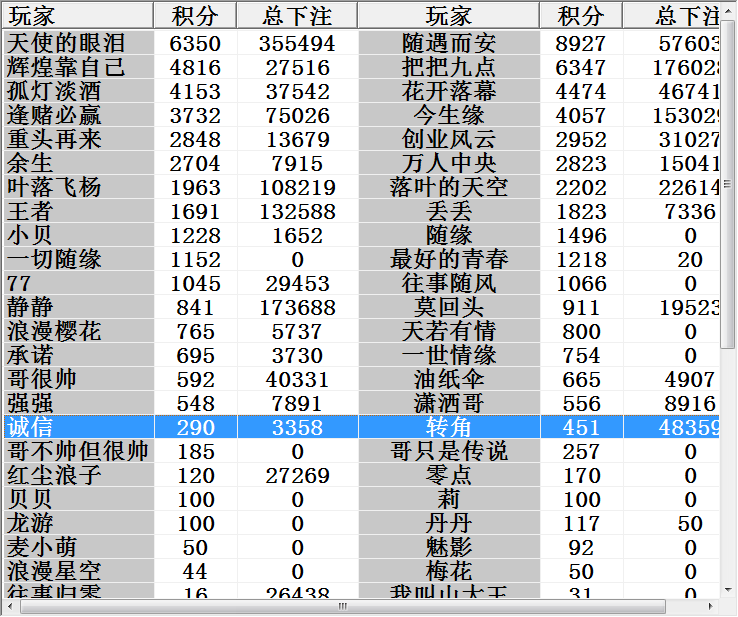 玩家 积分 总下注 玩家 积分 总下注
天使的眼泪 6350 355494 随遇而安 8927 57603
辉煌靠自己 4816 27516 把把九点 6347
孤灯淡酒 4153 37542 花开落幕 4474 46741
逢赌必赢 3732 75026 今生缘 4057
重头再来 2848 13679 创业风云 2952 31027
余生 2704 7915 万人中央 2823 15041
叶落飞杨 1963 108219 落叶的天空 2202 22614
王者 1691 132588 丢丢 1823 7336
小贝 1228 1652 随缘 1496 0
一切随缘 1152 0 最好的青春 1218 20
77 1045 29453 往事随风 1066 0
静静 841 173688 莫回头 911 19523
浪漫樱花 765 5737 天若有情 800 0
承诺 695 3730 一世情缘 754 0
哥很帅 592 40331 油纸伞 665 4907
强强 548 7891 潇洒哥 556 8916
诚信 290 3358 转角 451 48359
哥不帅但很帅 185 0 哥只是传说 257 0
红尘浪子 120 27269 零点 170 0
贝贝 100 0 莉 100 0
龙游 100 0 丹丹 117 50
麦小萌 50 0 魅影 92 0
浪漫星空 44 0 梅花 50 0
往事归零 16 26438 我叫山大王 31 0